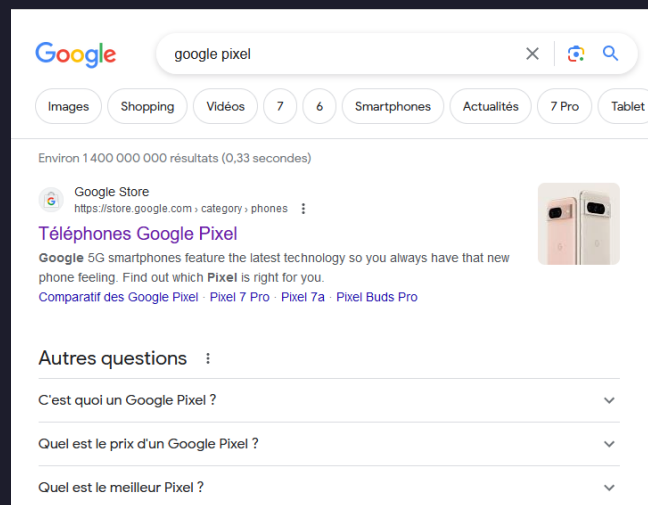 Google
google pixel
Images
Shopping
Vidéos
7
6
Smartphones
Actualités
7 Pro
Tablet
Environ 1 400 000 000 résultats (0,33 secondes)
Google Store
https://store.google.com › category › phones
Téléphones Google Pixel
Google 5G smartphones feature the latest technology so you always have that new
phone feeling. Find out which Pixel is right for you.
Comparatif des Google Pixel · Pixel 7 Pro · Pixel 7a · Pixel Buds Pro
Autres questions
C'est quoi un Google Pixel ?
Quel est le prix d'un Google Pixel ?
Quel est le meilleur Pixel ?